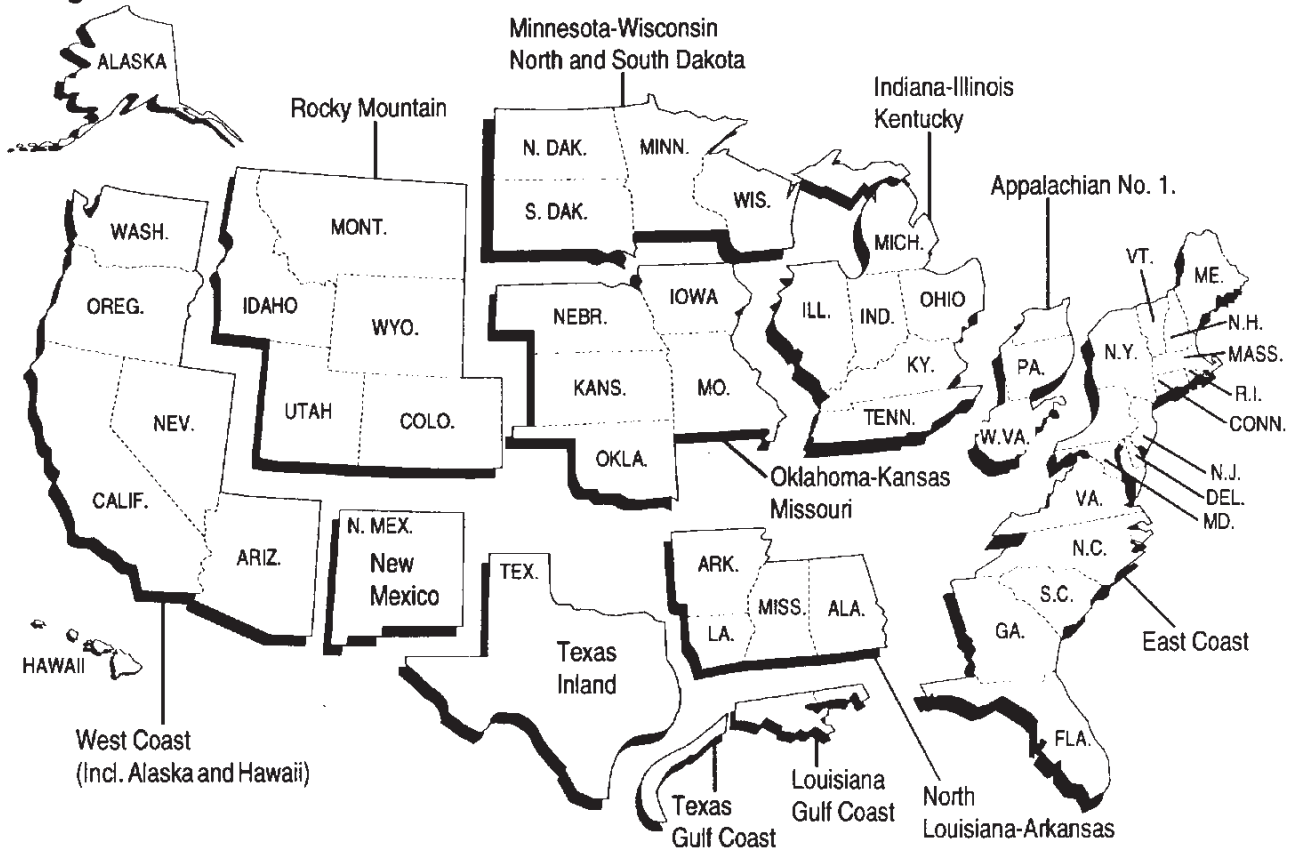 Minnesota-Wisconsin
North and South Dakota
ALASKA
Rocky Mountain
Indiana-Illinois
Kentucky
Appalachian No. 1.
N. DAK.
MINN.
S. DAK.
WIS.
WASH.
MONT.
MICH.
VT.
ME.
OREG.
IDAHO
WYO.
NEBR.
IOWA
ILL.
IND.
OHIO
N.H.
N.Y.
MASS.
KANS.
MO.
KY.
PA.
R.I.
UTAH
COLO.
NEV.
TENN.
W.VA.
CONN.
OKLA.
N.J.
Oklahoma-Kansas
Missouri
CALIF.
VA.
DEL.
MD.
N. MEX.
New
Mexico
ARIZ.
TEX.
ARK.
N.C.
MISS.
ALA.
S.C.
LA.
GA.
East Coast
HAWAII
Texas
Inland
FLA.
West Coast
(Incl. Alaska and Hawaii)
Texas
Gulf Coast
Louisiana
Gulf Coast
North
Louisiana-Arkansas